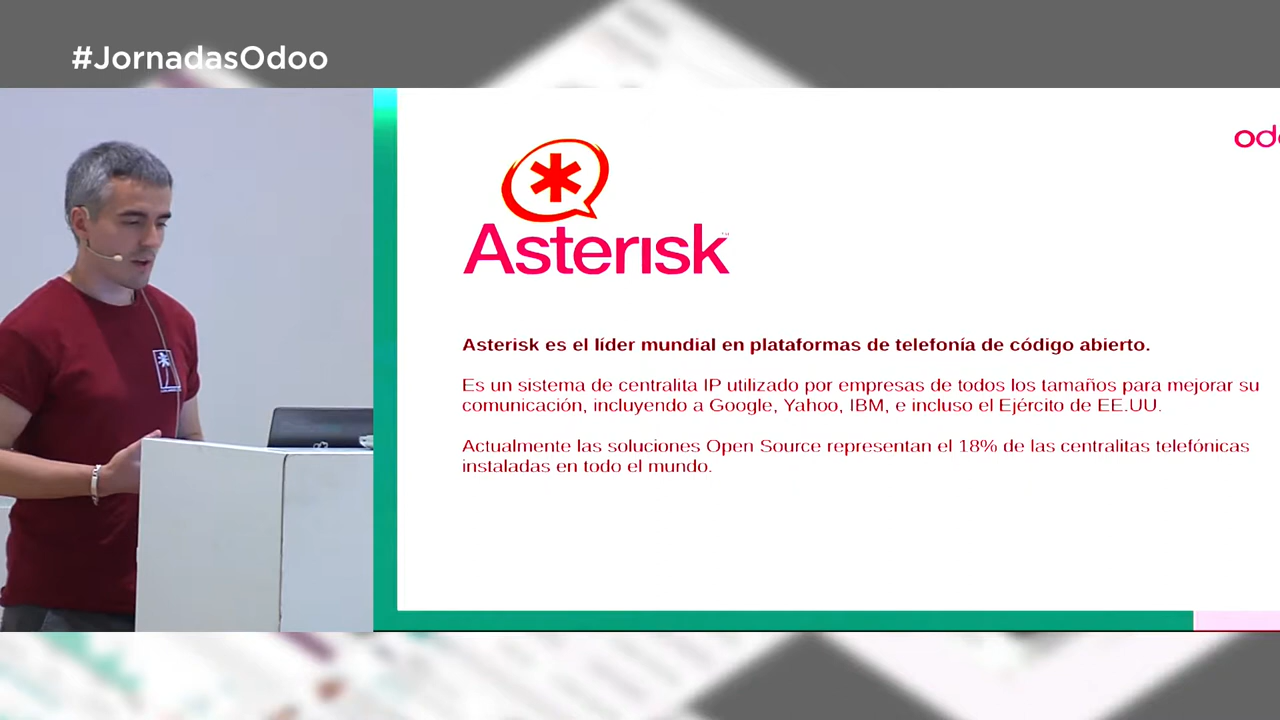 #JornadasOdoo
Asterisk
Asterisk es el líder mundial en plataformas de telefonía de código abierto.
Es un sistema de centralita IP utilizado por empresas de todos los tamaños para mejorar su
comunicación, incluyendo a Google, Yahoo, IBM, e incluso el Ejército de EE.UU.
Actualmente las soluciones Open Source representan el 18% de las centralitas telefónicas
instaladas en todo el mundo.